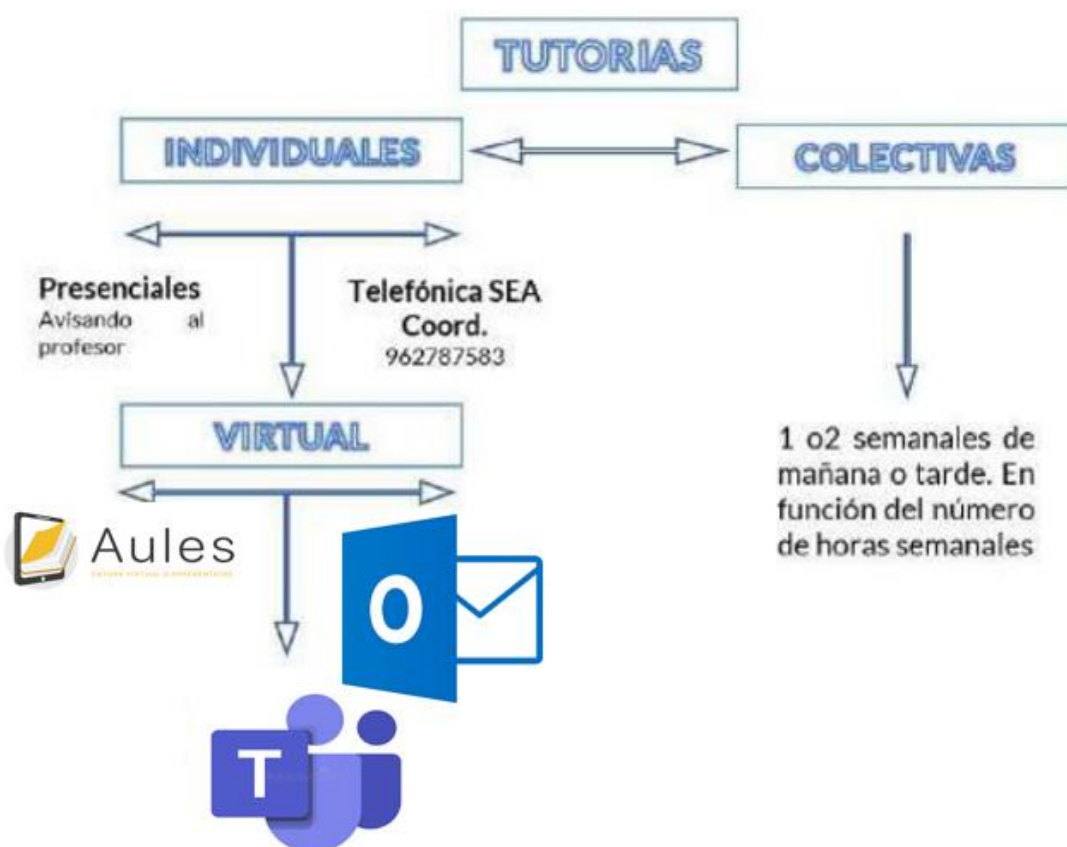 TUTORIAS
INDIVIDUALES
COLECTIVAS
Presenciales
Avisando al
profesor
Telefónica SEA
Coord.
962787583
VIRTUAL
1 o2 semanales de
mañana o tarde. En
función del número
de horas semanales
Aules
O
T